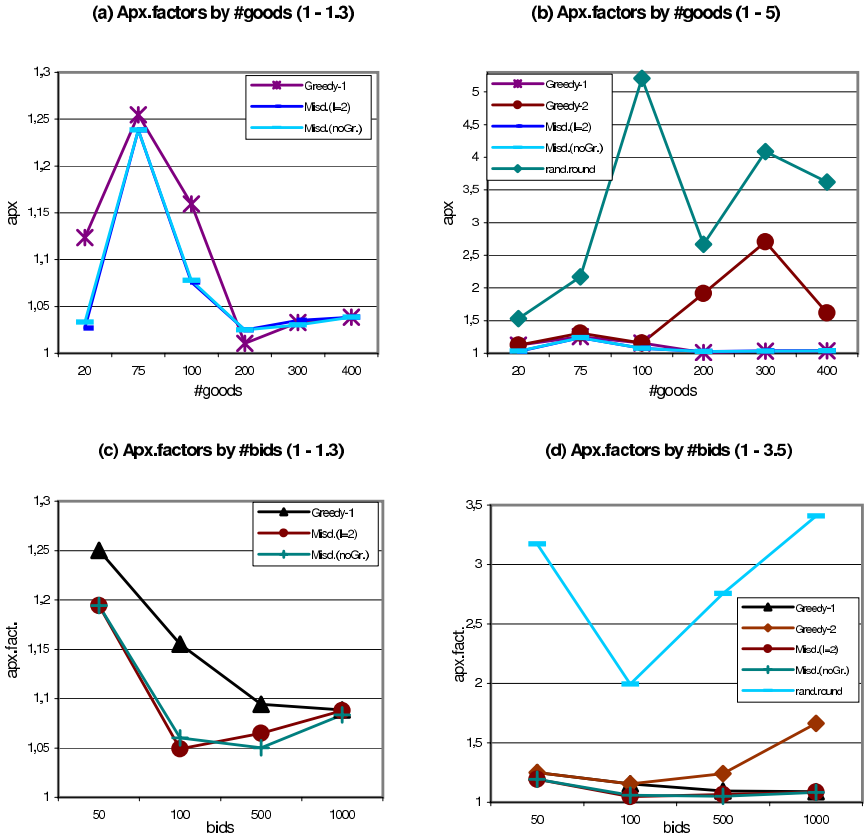 (a) Apx.factors by #goods (1 - 1.3)
1,3
1,25
1,2
1,15
1,1
1,05
1
apx
20 75 100 200 300 400
#goods
Greedy-1
Misd.(l=2)
Misd.(noGr.)
(b) Apx.factors by #goods (1 - 5)
5
4,5
4
3,5
3
2,5
2
1,5
1
apx
20 75 100 200 300 400
#goods
Greedy-1
Greedy-2
Misd.(l=2)
Misd.(noGr.)
rand.round
(c) Apx.factors by #bids (1 - 1.3)
1,3
1,25
1,2
1,15
1,1
1,05
1
apx.fact.
50 100 500 1000
bids
Greedy-1
Misd.(l=2)
Misd.(noGr.)
(d) Apx.factors by #bids (1 - 3.5)
3,5
3
2,5
2
1,5
1
apx.fact.
50 100 500 1000
bids
Greedy-1
Greedy-2
Misd.(l=2)
Misd.(noGr.)
rand.round